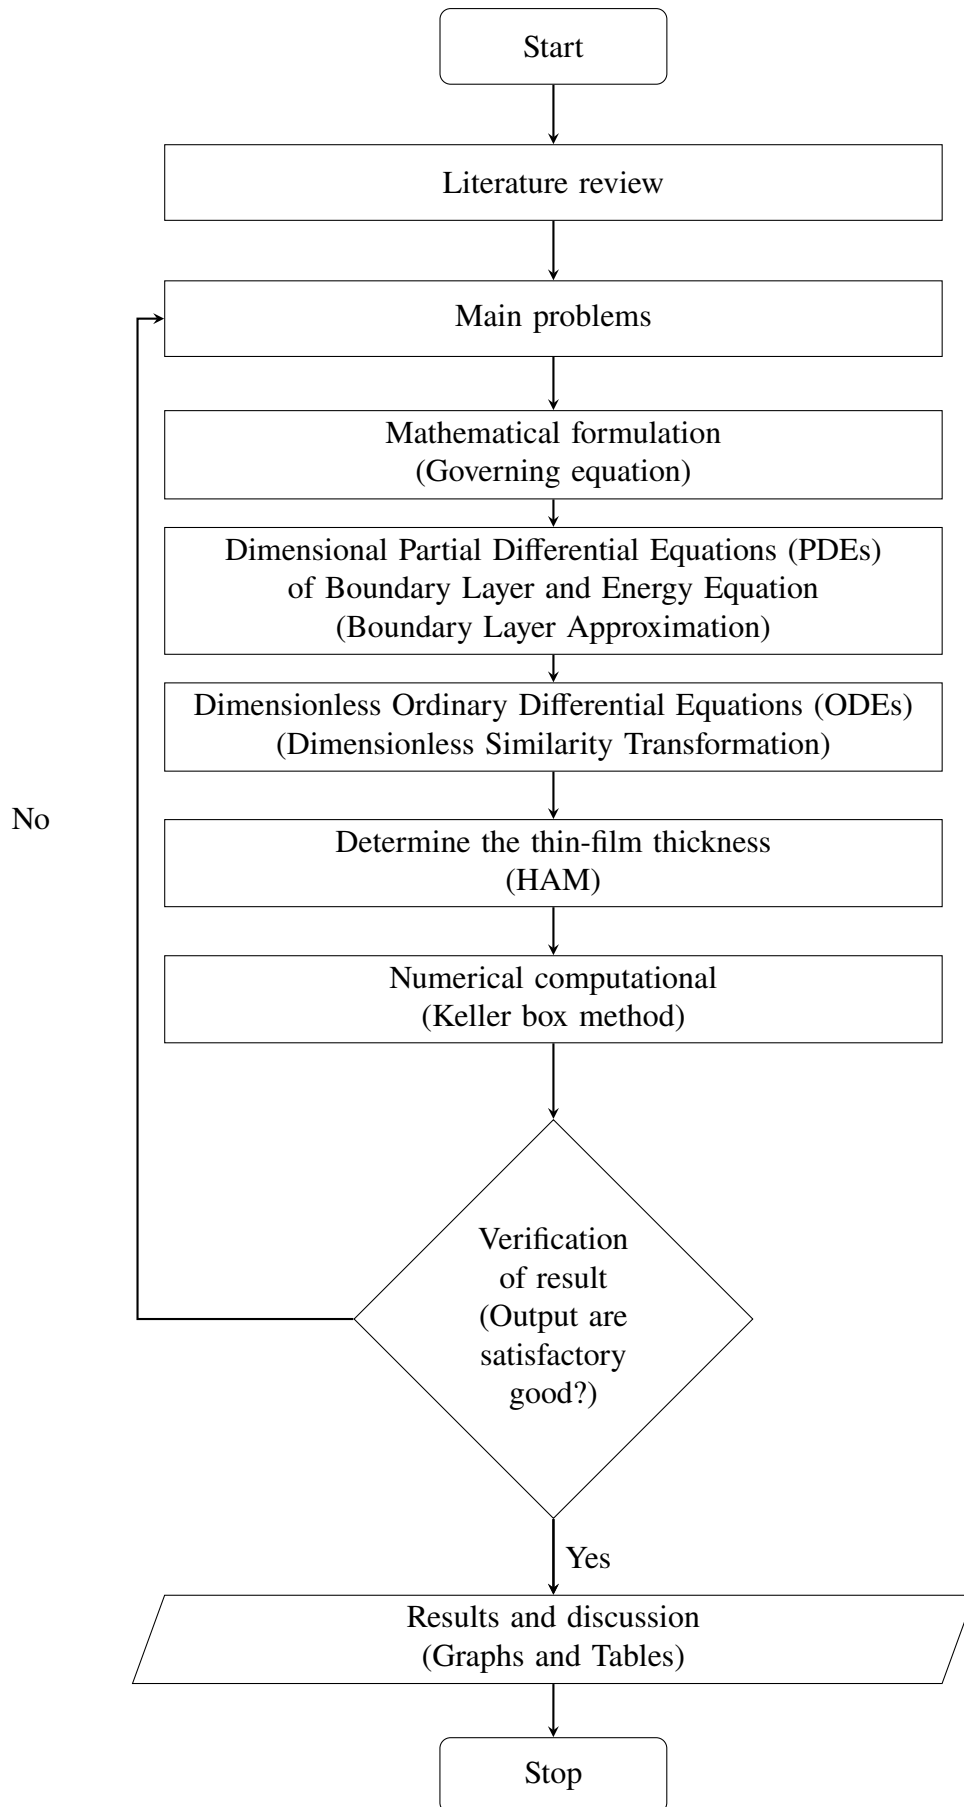 Start
Literature review
Main problems
Mathematical formulation
(Governing equation)
Dimensional Partial Differential Equations (PDEs)
of Boundary Layer and Energy Equation
(Boundary Layer Approximation)
Dimensionless Ordinary Differential Equations (ODEs)
(Dimensionless Similarity Transformation)
No
Determine the thin-film thickness
(HAM)
Numerical computational
(Keller box method)
Verification
of result
(Output are
satisfactory
good?)
Yes
Results and discussion
(Graphs and Tables)
Stop